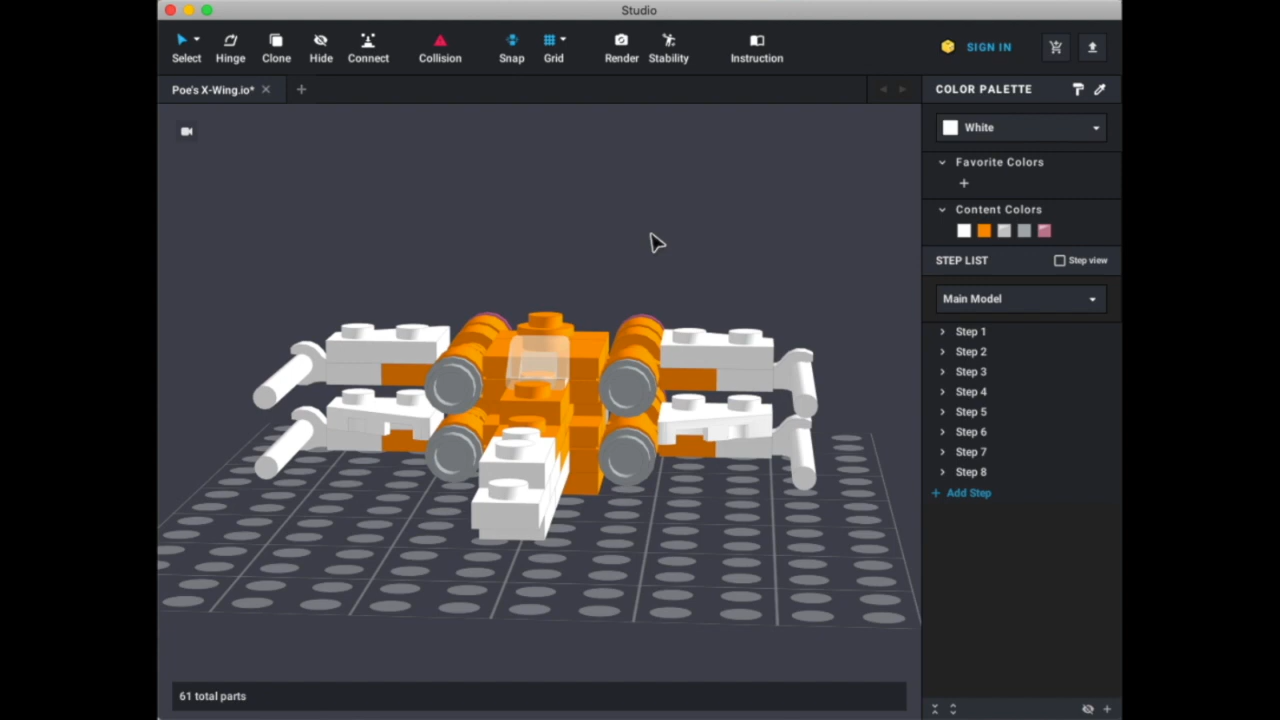 Studio
Select Hinge Clone Hide Connect Collision Snap Grid Render Stability Instruction SIGN IN
Poe's X-Wing.io*
COLOR PALETTE
White
Favorite Colors
Content Colors
STEP LIST Step view
Main Model
Step 1
Step 2
Step 3
Step 4
Step 5
Step 6
Step 7
Step 8
+ Add Step
61 total parts